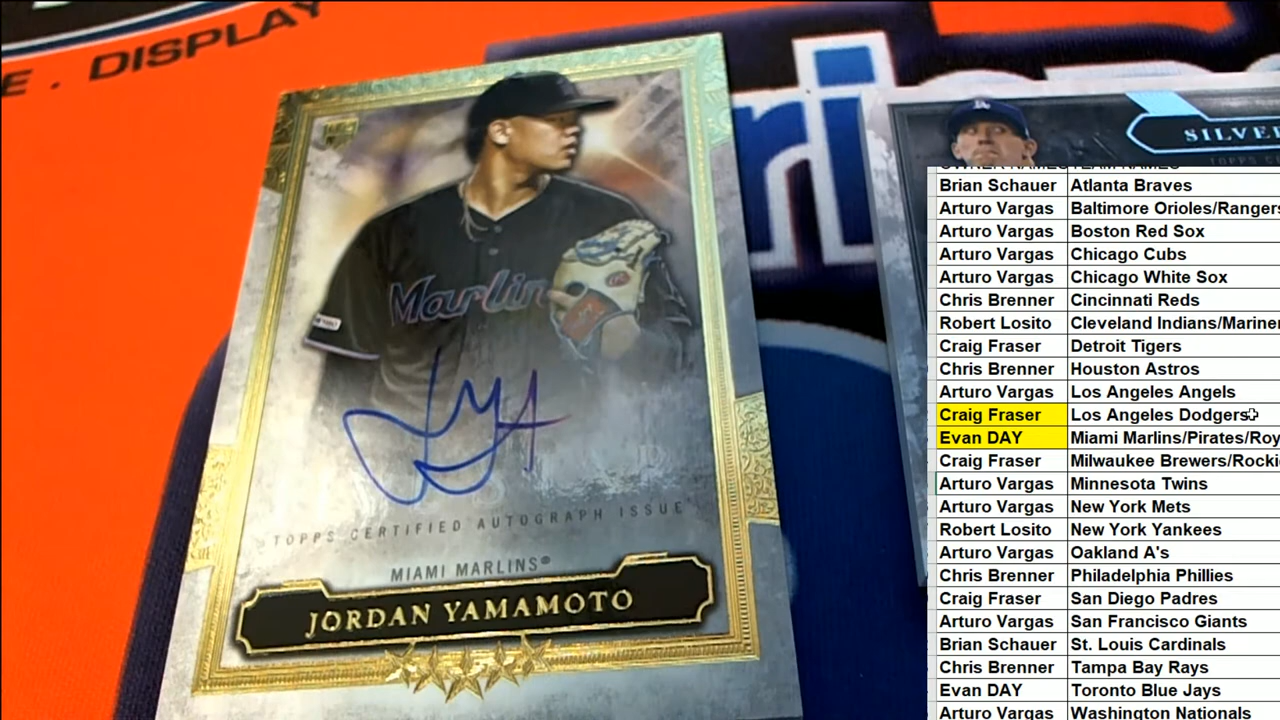 E . DISPLAY
RC
Marlin
TOPPS CERTIFIED AUTOGRAPH ISSUE
MIAMI MARLINS®
JORDAN YAMAMOTO
SILVE
Brian Schauer Atlanta Braves
Arturo Vargas Baltimore Orioles/Rangers
Arturo Vargas Boston Red Sox
Arturo Vargas Chicago Cubs
Arturo Vargas Chicago White Sox
Chris Brenner Cincinnati Reds
Robert Losito Cleveland Indians/Mariner
Craig Fraser Detroit Tigers
Chris Brenner Houston Astros
Arturo Vargas Los Angeles Angels
Craig Fraser Los Angeles Dodgers
Evan DAY Miami Marlins/Pirates/Roy
Craig Fraser Milwaukee Brewers/Rocki
Arturo Vargas Minnesota Twins
Arturo Vargas New York Mets
Robert Losito New York Yankees
Arturo Vargas Oakland A's
Chris Brenner Philadelphia Phillies
Craig Fraser San Diego Padres
Arturo Vargas San Francisco Giants
Brian Schauer St. Louis Cardinals
Chris Brenner Tampa Bay Rays
Evan DAY Toronto Blue Jays
Arturo Vargas Washington Nationals